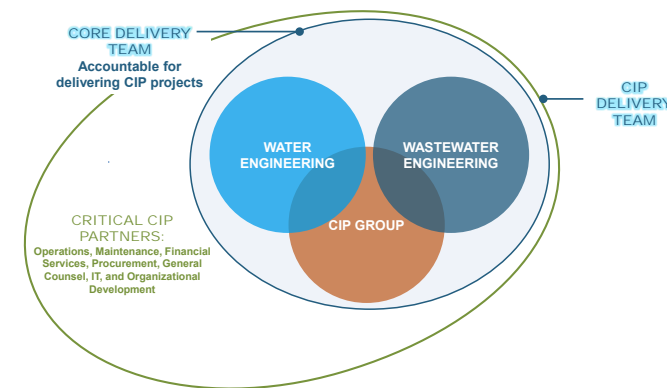 CORE DELIVERY
TEAM
Accountable for
delivering CIP projects
CIP
DELIVERY
TEAM
WATER
ENGINEERING
WASTEWATER
ENGINEERING
CIP GROUP
CRITICAL CIP
PARTNERS:
Operations, Maintenance, Financial
Services, Procurement, General
Counsel, IT, and Organizational
Development